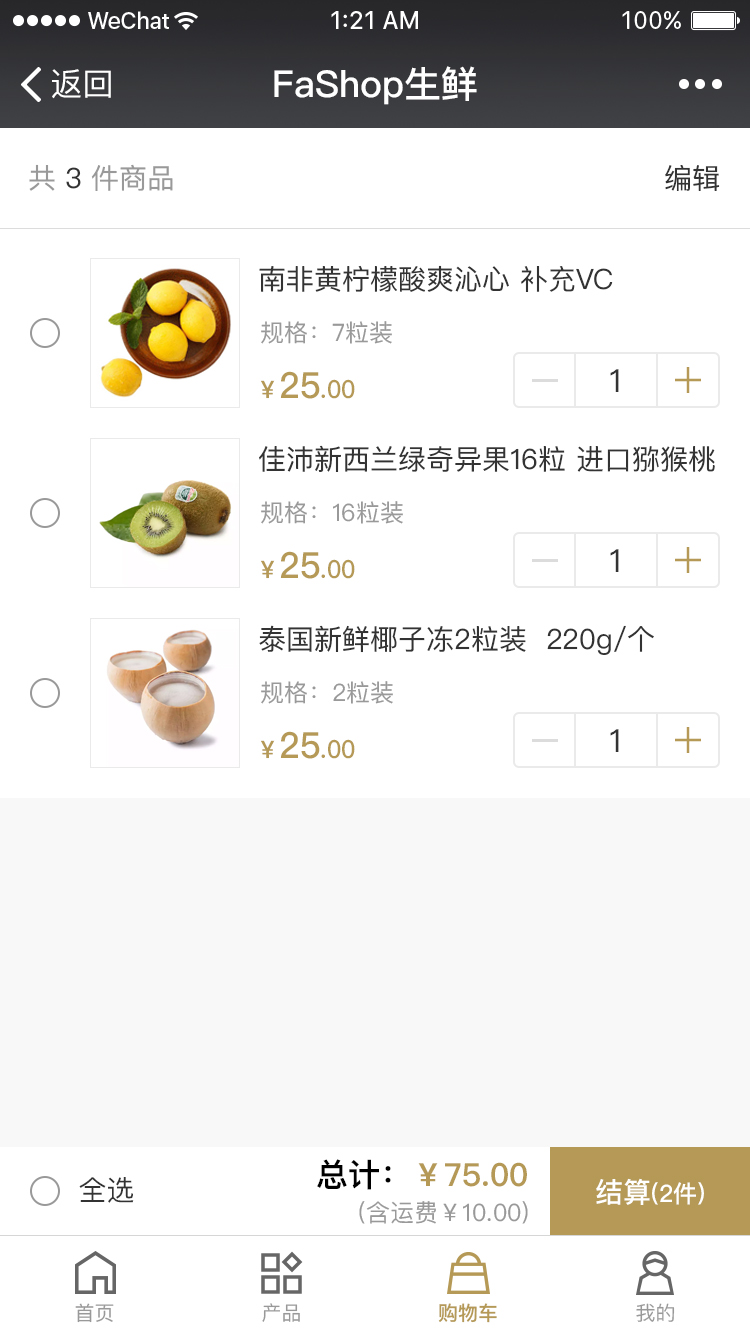 WeChat 1:21 AM 100%
返回 FaShop生鲜
共 3 件商品 编辑
南非黄柠檬酸爽沁心 补充VC
规格：7粒装
¥25.00 1
佳沛新西兰绿奇异果16粒 进口猕猴桃
规格：16粒装
¥25.00 1
泰国新鲜椰子冻2粒装 220g/个
规格：2粒装
¥25.00 1
全选 总计：¥75.00 结算(2件)
(含运费¥10.00)
首页 产品 购物车 我的